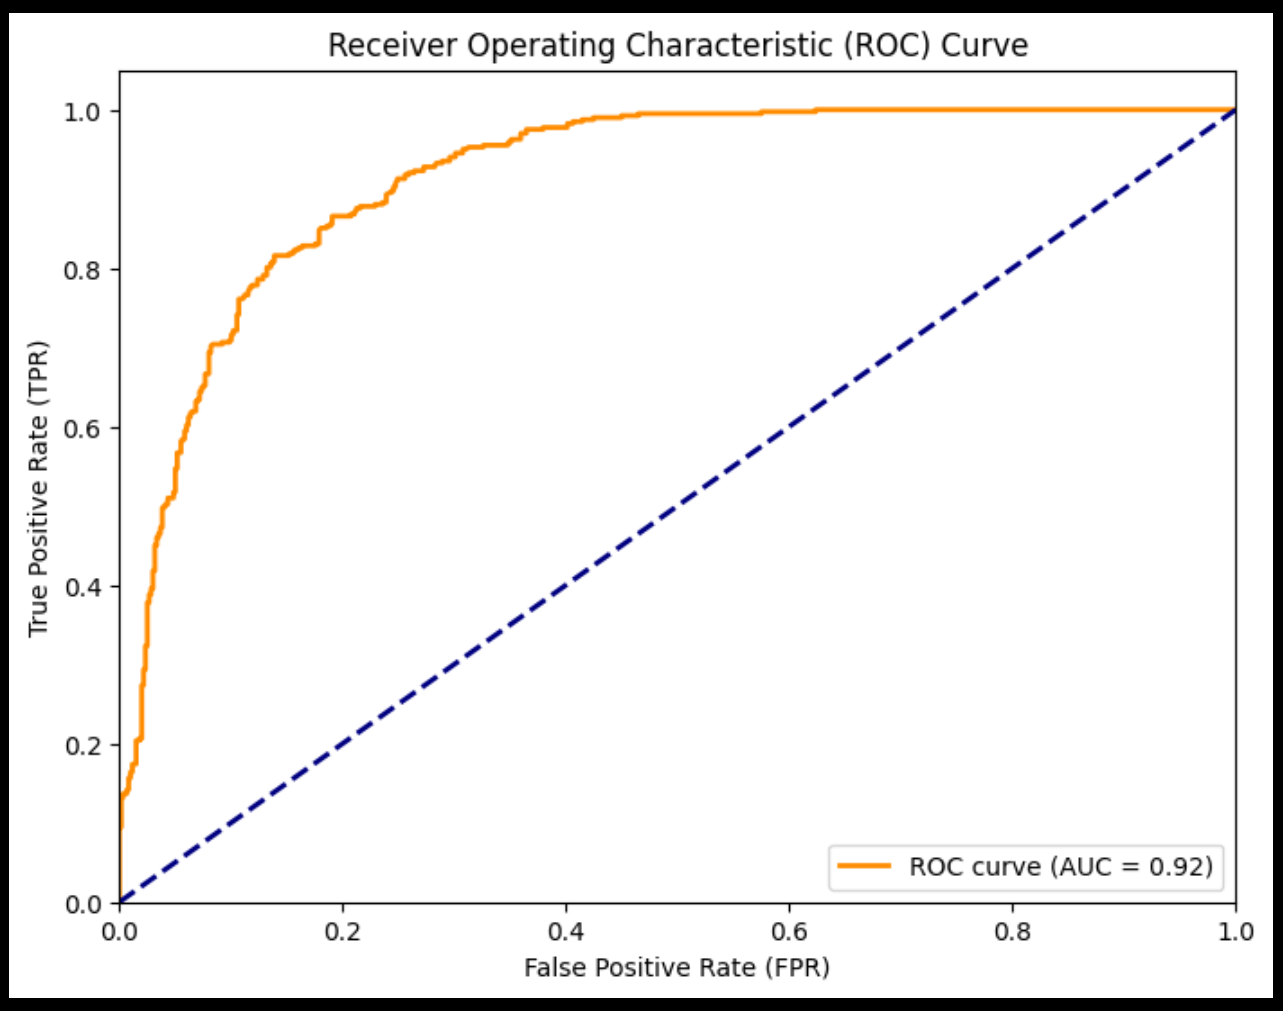 Receiver Operating Characteristic (ROC) Curve
1.0
0.8
0.6
0.4
0.2
0.0
True Positive Rate (TPR)
ROC curve (AUC = 0.92)
0.0 0.2 0.4 0.6 0.8 1.0
False Positive Rate (FPR)